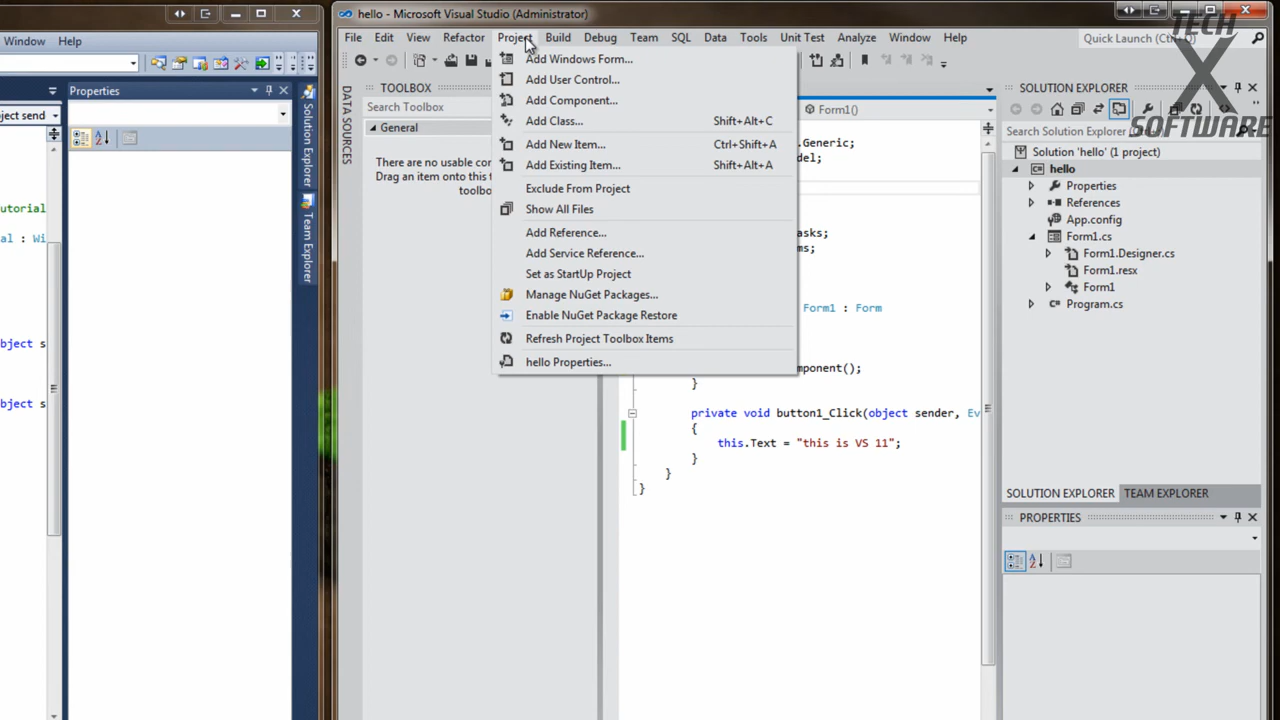 Window Help
Properties
ject send
utorial
al : Wi
bject s
bject s
Solution Explorer
Team Explorer
hello - Microsoft Visual Studio (Administrator)
File Edit View Refactor Project Build Debug Team SQL Data Tools Unit Test Analyze Window Help
Quick Launch (Ctrl+Q)
TECH
X
SOFTWARE
DATA SOURCES
TOOLBOX
Search Toolbox
General
There are no usable con
Drag an item onto this t
toolbo
Add Windows Form...
Add User Control...
Add Component...
Add Class... Shift+Alt+C
Add New Item... Ctrl+Shift+A
Add Existing Item... Shift+Alt+A
Exclude From Project
Show All Files
Add Reference...
Add Service Reference...
Set as StartUp Project
Manage NuGet Packages...
Enable NuGet Package Restore
Refresh Project Toolbox Items
hello Properties...
Form1()
.Generic;
del;
asks;
ms;
Form1 : Form
mponent();
}
private void button1_Click(object sender, Ev
{
this.Text = "this is VS 11";
}
}
}
SOLUTION EXPLORER
Search Solution Explorer (Ctrl+
Solution 'hello' (1 project)
hello
Properties
References
App.config
Form1.cs
Form1.Designer.cs
Form1.resx
Form1
Program.cs
SOLUTION EXPLORER TEAM EXPLORER
PROPERTIES